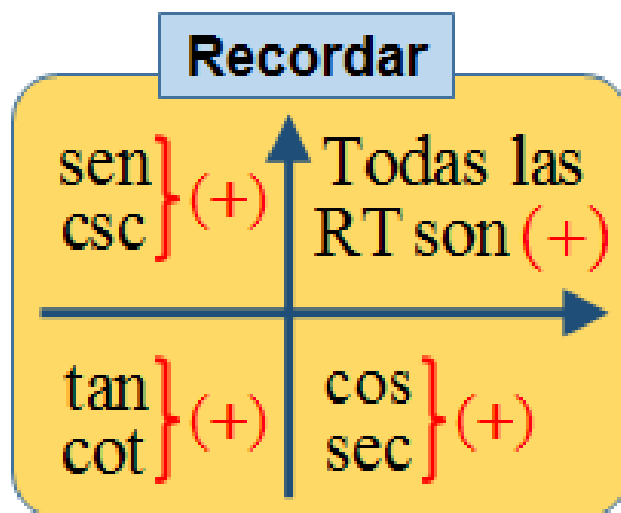 Recordar
sen
csc
(+)
Todas las
RT son (+)
tan
cot
(+)
cos
sec
(+)